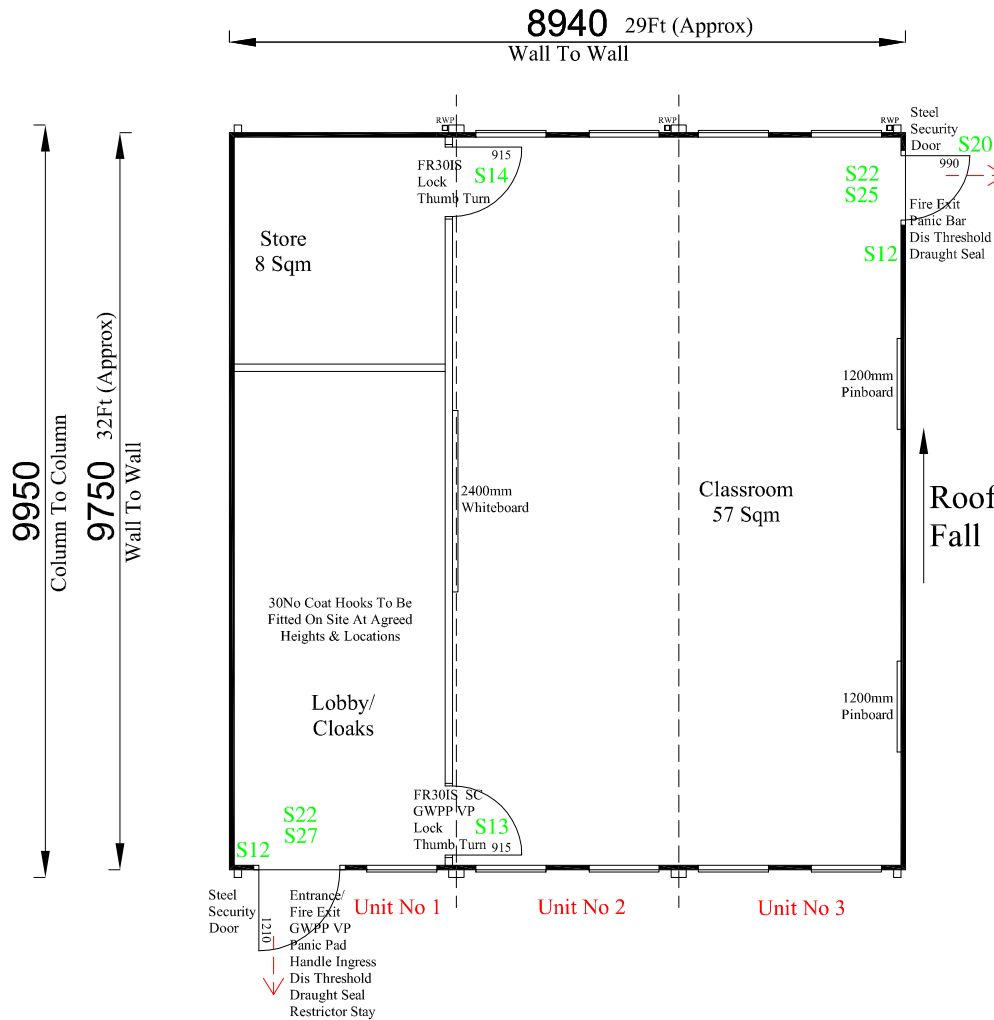 8940 29Ft (Approx)
Wall To Wall
9950
Column To Column
9750 32Ft (Approx)
Wall To Wall
RWP
RWP
RWP
Steel
Security
Door
S20
990
Fire Exit
Panic Bar
Dis Threshold
Draught Seal
FR30IS
Lock
Thumb Turn
915
S14
S22
S25
S12
Store
8 Sqm
1200mm
Pinboard
2400mm
Whiteboard
Classroom
57 Sqm
Roof
Fall
30No Coat Hooks To Be
Fitted On Site At Agreed
Heights & Locations
Lobby/
Cloaks
1200mm
Pinboard
FR30IS SC
GWPP VP
Lock
Thumb Turn
S13
915
S22
S27
S12
Steel
Security
Door
1210
Entrance/
Fire Exit
GWPP VP
Panic Pad
Handle Ingress
Dis Threshold
Draught Seal
Restrictor Stay
Unit No 1
Unit No 2
Unit No 3